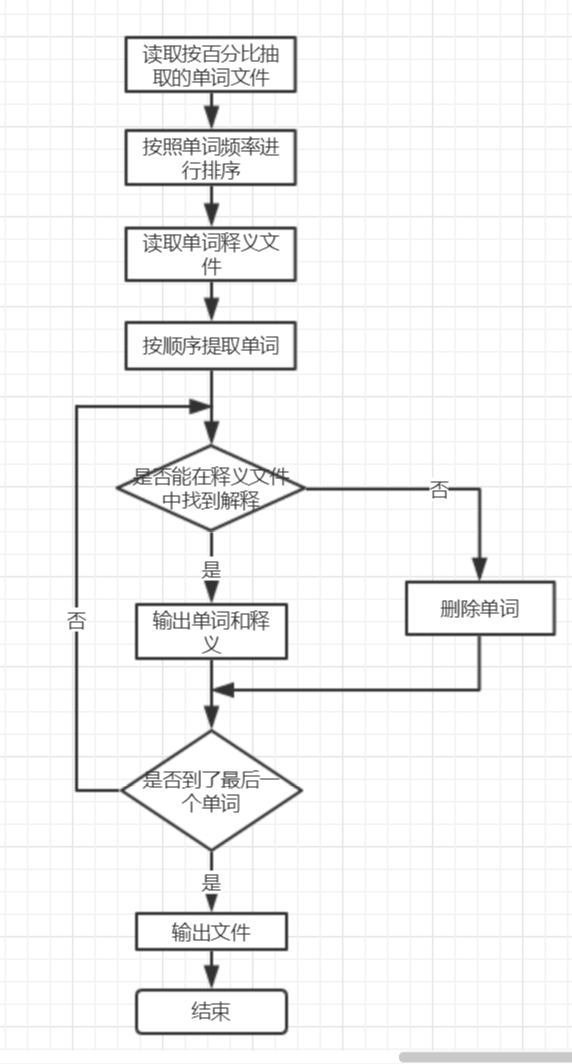 读取按百分比抽
取的单词文件
按照单词频率进
行排序
读取单词释义文
件
按顺序提取单词
是否能在释义文件
中找到解释
否
是
输出单词和释
义
删除单词
否
是否到了最后一
个单词
是
输出文件
结束